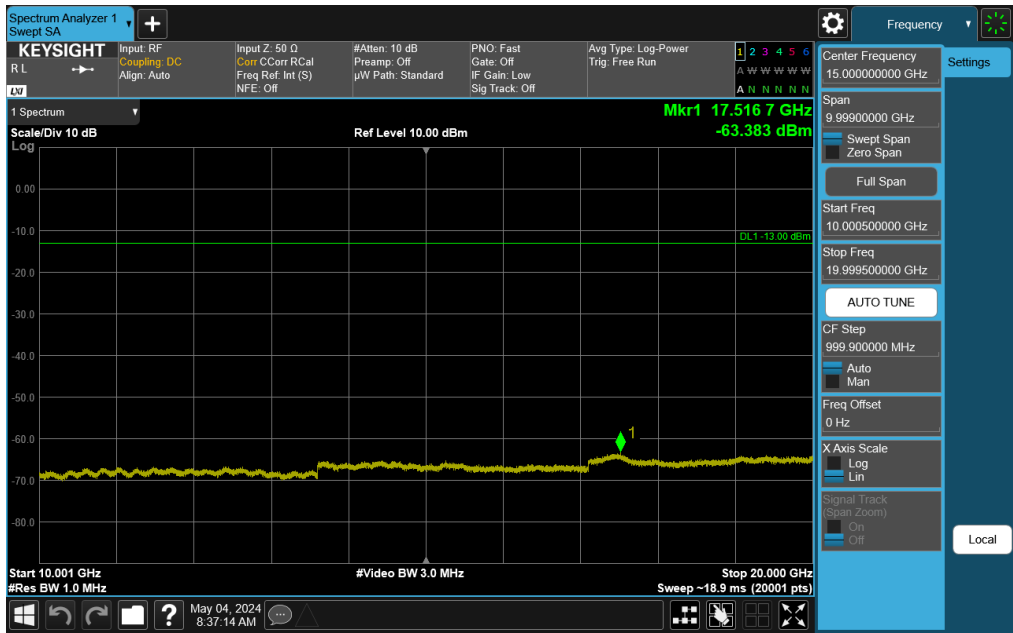 Spectrum Analyzer 1
Swept SA
+
Frequency
KEYSIGHT
R L
LXI
Input: RF
Coupling: DC
Align: Auto
Input Z: 50 Ω
Corr CCorr RCal
Freq Ref: Int (S)
NFE: Off
#Atten: 10 dB
Preamp: Off
µW Path: Standard
PNO: Fast
Gate: Off
IF Gain: Low
Sig Track: Off
Avg Type: Log-Power
Trig: Free Run
1 2 3 4 5 6
A W W W W W
A N N N N N
1 Spectrum
Scale/Div 10 dB
Log
Ref Level 10.00 dBm
Mkr1 17.516 7 GHz
-63.383 dBm
0.00
-10.0
-20.0
-30.0
-40.0
-50.0
-60.0
-70.0
-80.0
DL1 -13.00 dBm
1
Start 10.001 GHz
#Res BW 1.0 MHz
#Video BW 3.0 MHz
Stop 20.000 GHz
Sweep ~18.9 ms (20001 pts)
Center Frequency
15.000000000 GHz
Span
9.99900000 GHz
Swept Span
Zero Span
Full Span
Start Freq
10.000500000 GHz
Stop Freq
19.999500000 GHz
AUTO TUNE
CF Step
999.900000 MHz
Auto
Man
Freq Offset
0 Hz
X Axis Scale
Log
Lin
Signal Track
(Span Zoom)
On
Off
Settings
Local
?
May 04, 2024
8:37:14 AM